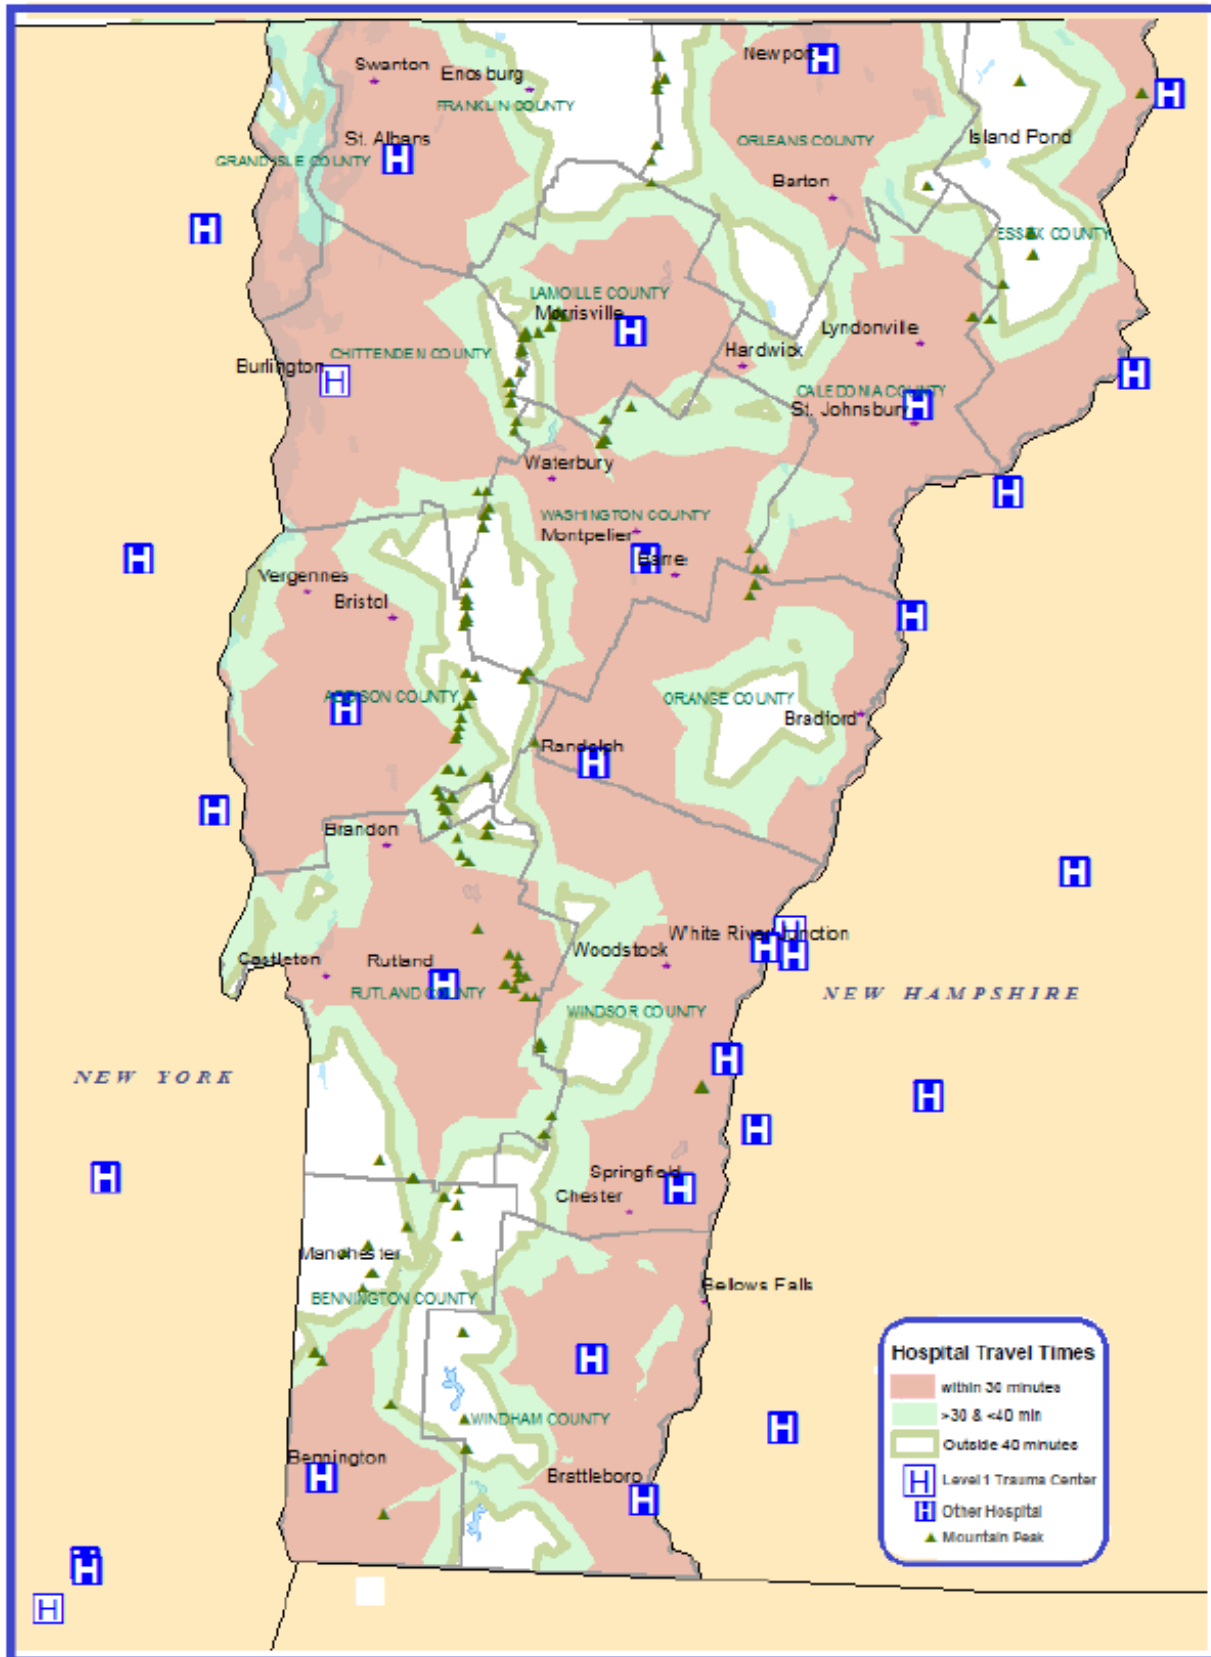 Newport
Swanton
Enosburg
FRANKLIN COUNTY
St. Albans
ORLEANS COUNTY
Island Pond
GRAND ISLE COUNTY
Barton
ESSEX COUNTY
LAMOILLE COUNTY
Morrisville
Lyndonville
CHITTENDEN COUNTY
Hardwick
Burlington
CALEDONIA COUNTY
St. Johnsbury
Waterbury
WASHINGTON COUNTY
Montpelier
Barre
Vergennes
Bristol
ADDISON COUNTY
ORANGE COUNTY
Bradford
Randolph
Brandon
White River Junction
Woodstock
Castleton
Rutland
RUTLAND COUNTY
NEW HAMPSHIRE
WINDSOR COUNTY
NEW YORK
Springfield
Chester
Manchester
Bellows Falls
BENNINGTON COUNTY
WINDHAM COUNTY
Bennington
Brattleboro
Hospital Travel Times
within 30 minutes
>30 & <40 min
Outside 40 minutes
H Level 1 Trauma Center
H Other Hospital
Mountain Peak